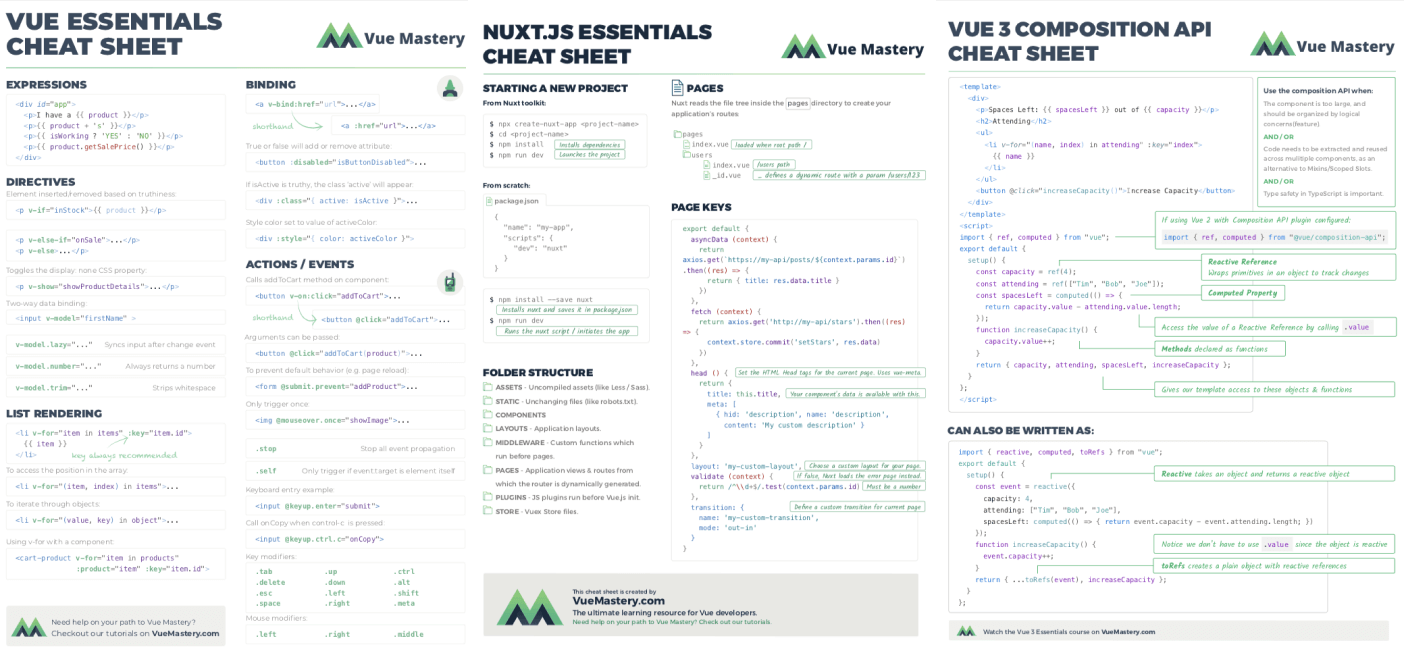 VUE ESSENTIALS
CHEAT SHEET
Vue Mastery
EXPRESSIONS
<div id="app">
<p>I have a {{ product }}</p>
<p>{{ product + 's' }}</p>
<p>{{ isWorking ? 'YES' : 'NO' }}</p>
<p>{{ product.getSalePrice() }}</p>
</div>
DIRECTIVES
Element inserted/removed based on truthiness:
<p v-if="inStock">{{ product }}</p>
<p v-else-if="onSale">...</p>
<p v-else>...</p>
Toggles the display: none CSS property:
<p v-show="showProductDetails">...</p>
Two-way data binding:
<input v-model="firstName" >
v-model.lazy="..." Syncs input after change event
v-model.number="..." Always returns a number
v-model.trim="..." Strips whitespace
LIST RENDERING
<li v-for="item in items" :key="item.id">
{{ item }}
</li>
key always recommended
To access the position in the array:
<li v-for="(item, index) in items">...
To iterate through objects:
<li v-for="(value, key) in object">...
Using v-for with a component:
<cart-product v-for="item in products"
:product="item" :key="item.id">
Need help on your path to Vue Mastery?
Checkout our tutorials on VueMastery.com
BINDING
<a v-bind:href="url">...</a>
shorthand
<a :href="url">...</a>
True or false will add or remove attribute:
<button :disabled="isButtonDisabled">...
If isActive is truthy, the class 'active' will appear:
<div :class="{ active: isActive }">...
Style color set to value of activeColor:
<div :style="{ color: activeColor }">
ACTIONS / EVENTS
Calls addToCart method on component:
<button v-on:click="addToCart">...
shorthand
<button @click="addToCart">...
Arguments can be passed:
<button @click="addToCart(product)">...
To prevent default behavior (e.g. page reload):
<form @submit.prevent="addProduct">...
Only trigger once:
<img @mouseover.once="showImage">...
.stop Stop all event propagation
.self Only trigger if event.target is element itself
Keyboard entry example:
<input @keyup.enter="submit">
Call onCopy when control-c is pressed:
<input @keyup.ctrl.c="onCopy">
Key modifiers:
.tab .up .ctrl
.delete .down .alt
.esc .left .shift
.space .right .meta
Mouse modifiers:
.left .right .middle
NUXT.JS ESSENTIALS
CHEAT SHEET
Vue Mastery
STARTING A NEW PROJECT
From Nuxt toolkit:
$ npx create-nuxt-app <project-name>
$ cd <project-name>
$ npm install Installs dependencies
$ npm run dev Launches the project
From scratch:
package.json
{
"name": "my-app",
"scripts": {
"dev": "nuxt"
}
}
$ npm install --save nuxt
Installs nuxt and saves it in package.json
$ npm run dev
Runs the nuxt script / initiates the app
FOLDER STRUCTURE
ASSETS - Uncompiled assets (like Less / Sass).
STATIC - Unchanging files (like robots.txt).
COMPONENTS
LAYOUTS - Application layouts.
MIDDLEWARE - Custom functions which
run before pages.
PAGES - Application views & routes from
which the router is dynamically generated.
PLUGINS - JS plugins run before Vue.js init.
STORE - Vuex Store files.
PAGES
Nuxt reads the file tree inside the pages directory to create your
application's routes
pages
index.vue loaded when root path /
users
index.vue /users path
_id.vue _ defines a dynamic route with a param /users/123
PAGE KEYS
export default {
asyncData (context) {
return
axios.get(`https://my-api/posts/${context.params.id}`)
.then((res) => {
return { title: res.data.title }
})
},
fetch (context) {
return axios.get('http://my-api/stars').then((res)
=> {
context.store.commit('setStars', res.data)
})
},
head () { Set the HTML Head tags for the current page. Uses vue-meta.
return {
title: this.title, Your component's data is available with this.
meta: [
{ hid: 'description', name: 'description',
content: 'My custom description' }
]
}
},
layout: 'my-custom-layout', Choose a custom layout for your page.
validate (context) { If false, Nuxt loads the error page instead.
return /^\\d+$/.test(context.params.id) Must be a number
},
transition: { Define a custom transition for current page
name: 'my-custom-transition',
mode: 'out-in'
}
}
This cheat sheet is created by
VueMastery.com
The ultimate learning resource for Vue developers.
Need help on your path to Vue Mastery? Check out our tutorials.
VUE 3 COMPOSITION API
CHEAT SHEET
Vue Mastery
<template>
<div>
<p>Spaces Left: {{ spacesLeft }} out of {{ capacity }}</p>
<h2>Attending</h2>
<ul>
<li v-for="(name, index) in attending" :key="index">
{{ name }}
</li>
</ul>
<button @click="increaseCapacity()">Increase Capacity</button>
</div>
</template>
<script>
import { ref, computed } from "vue";
export default {
setup() {
const capacity = ref(4);
const attending = ref(["Tim", "Bob", "Joe"]);
const spacesLeft = computed(() => {
return capacity.value - attending.value.length;
});
function increaseCapacity() {
capacity.value++;
}
return { capacity, attending, spacesLeft, increaseCapacity };
}
};
</script>
Use the composition API when:
The component is too large, and
should be organized by logical
concerns(feature).
AND / OR
Code needs to be extracted and reused
across mulitiple components, as an
alternative to Mixins/Scoped Slots.
AND / OR
Type safety in TypeScript is important.
If using Vue 2 with Composition API plugin configured:
import { ref, computed } from "@vue/composition-api";
Reactive Reference
Wraps primitives in an object to track changes
Computed Property
Access the value of a Reactive Reference by calling .value
Methods declared as functions
Gives our template access to these objects & functions
CAN ALSO BE WRITTEN AS:
import { reactive, computed, toRefs } from "vue";
export default {
setup() {
const event = reactive({
capacity: 4,
attending: ["Tim", "Bob", "Joe"],
spacesLeft: computed(() => { return event.capacity - event.attending.length; })
});
function increaseCapacity() {
event.capacity++;
}
return { ...toRefs(event), increaseCapacity };
}
};
Reactive takes an object and returns a reactive object
Notice we don't have to use .value since the object is reactive
toRefs creates a plain object with reactive references
Watch the Vue 3 Essentials course on VueMastery.com